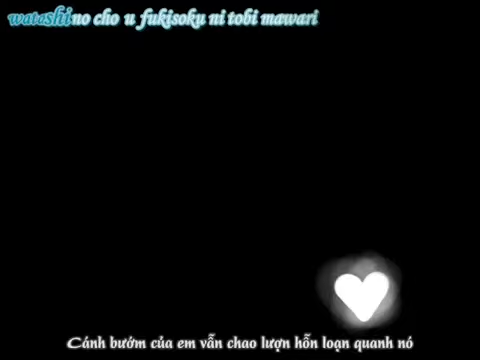 watashi no cho u fukisoku ni tobi mawari
Cánh bướm của em vẫn chao lượn hỗn loạn quanh nó